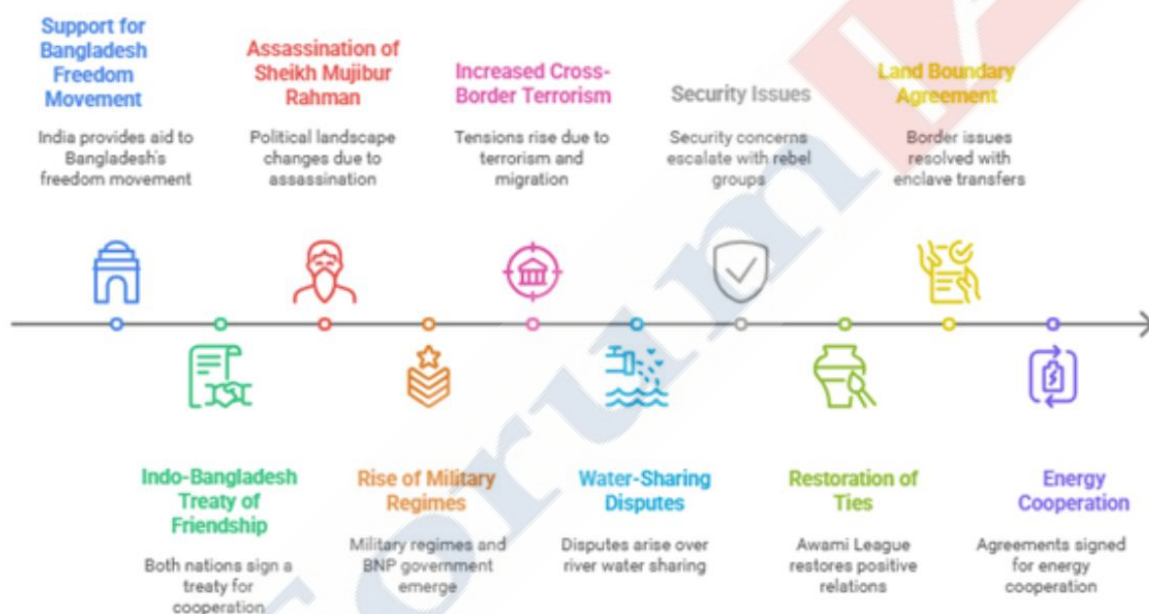 Support for
Bangladesh
Freedom
Movement
India provides aid to
Bangladesh's
freedom movement
Indo-Bangladesh
Treaty of
Friendship
Both nations sign a
treaty for
cooperation
Assassination of
Sheikh Mujibur
Rahman
Political landscape
changes due to
assassination
Rise of Military
Regimes
Military regimes and
BNP government
emerge
Increased Cross-
Border Terrorism
Tensions rise due to
terrorism and
migration
Water-Sharing
Disputes
Disputes arise over
river water sharing
Security Issues
Security concerns
escalate with rebel
groups
Restoration of
Ties
Awami League
restores positive
relations
Land Boundary
Agreement
Border issues
resolved with
enclave transfers
Energy
Cooperation
Agreements signed
for energy
cooperation